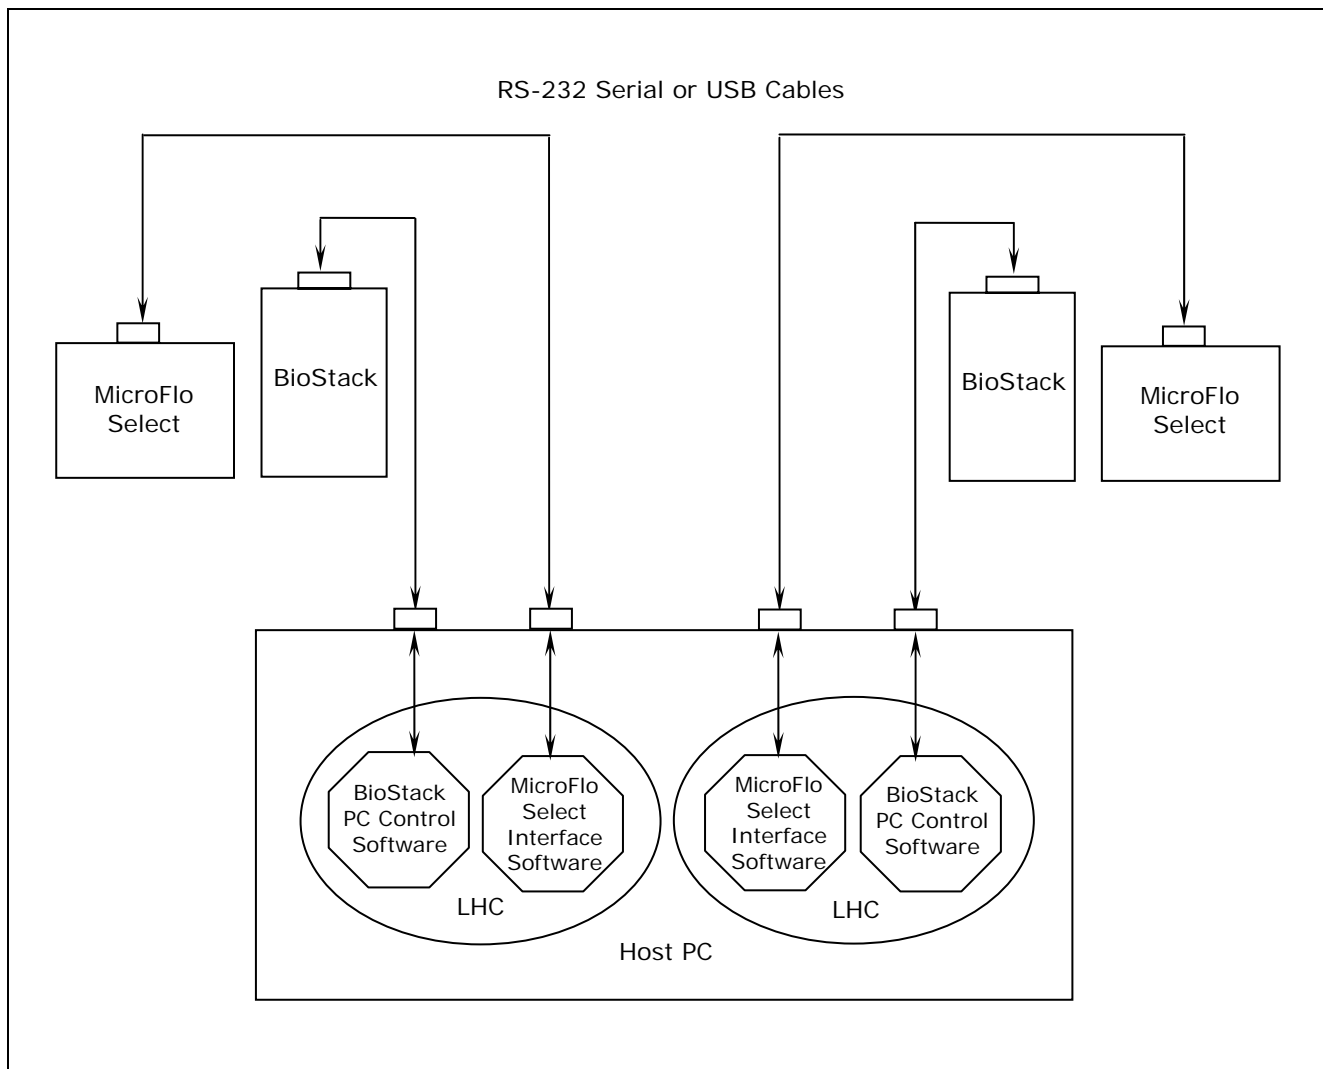 RS-232 Serial or USB Cables
MicroFlo
Select
BioStack
BioStack
MicroFlo
Select
BioStack
PC Control
Software
MicroFlo
Select
Interface
Software
MicroFlo
Select
Interface
Software
BioStack
PC Control
Software
LHC
LHC
Host PC